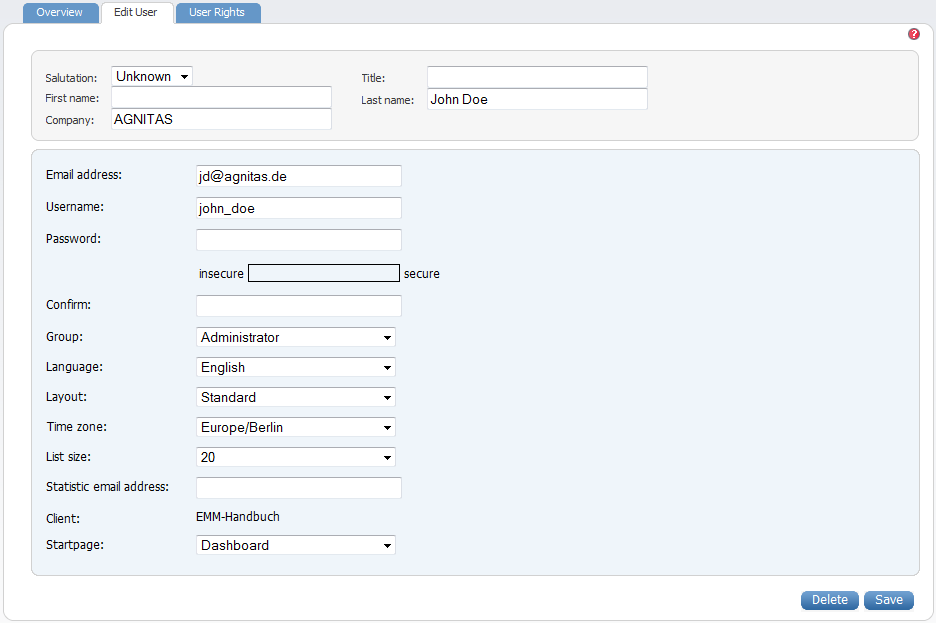 Overview Edit User User Rights
?
Salutation: Unknown Title:
First name: Last name: John Doe
Company: AGNITAS
Email address: jd@agnitas.de
Username: john_doe
Password:
insecure secure
Confirm:
Group: Administrator
Language: English
Layout: Standard
Time zone: Europe/Berlin
List size: 20
Statistic email address:
Client: EMM-Handbuch
Startpage: Dashboard
Delete Save